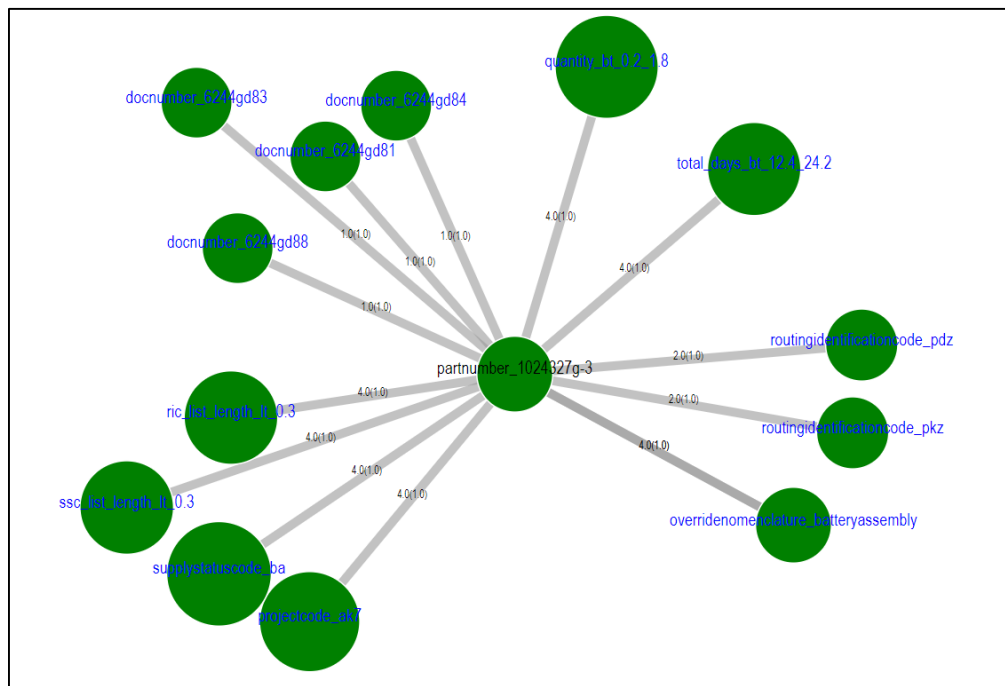 quantity_bt_0.2_1.8
docnumber_6244gd83
docnumber_6244gd84
docnumber_6244gd81
total_days_bt_12.4_24.2
4.0(1.0)
1.0(1.0)
1.0(1.0)
docnumber_6244gd88
1.0(1.0)
4.0(1.0)
1.0(1.0)
routingidentificationcode_pdz
2.0(1.0)
partnumber_1024327g-3
4.0(1.0)
2.0(1.0)
ric_list_length_lt_0.3
routingidentificationcode_pkz
4.0(1.0)
4.0(1.0)
4.0(1.0)
4.0(1.0)
ssc_list_length_lt_0.3
overridenomenclature_batteryassembly
supplystatuscode_ba
projectcode_ak7